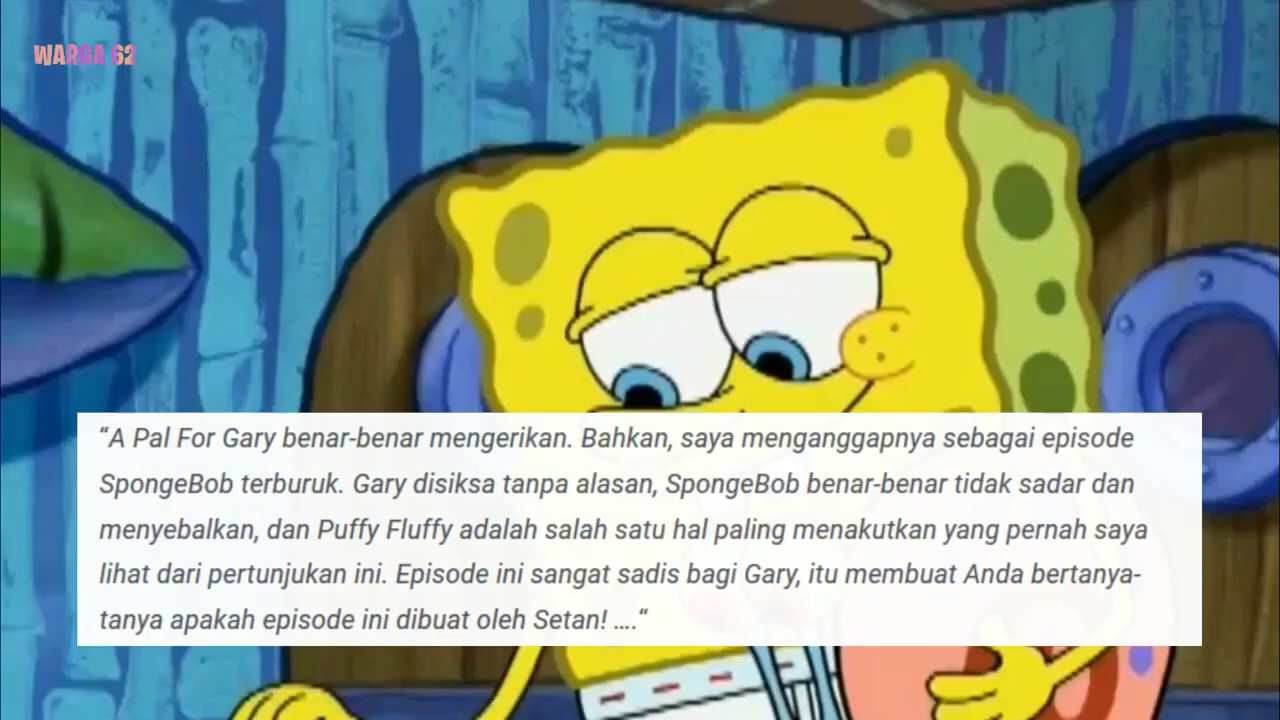 WARGA 62
“A Pal For Gary benar-benar mengerikan. Bahkan, saya menganggapnya sebagai episode
SpongeBob terburuk. Gary disiksa tanpa alasan, SpongeBob benar-benar tidak sadar dan
menyebalkan, dan Puffy Fluffy adalah salah satu hal paling menakutkan yang pernah saya
lihat dari pertunjukan ini. Episode ini sangat sadis bagi Gary, itu membuat Anda bertanya-
tanya apakah episode ini dibuat oleh Setan! ….“